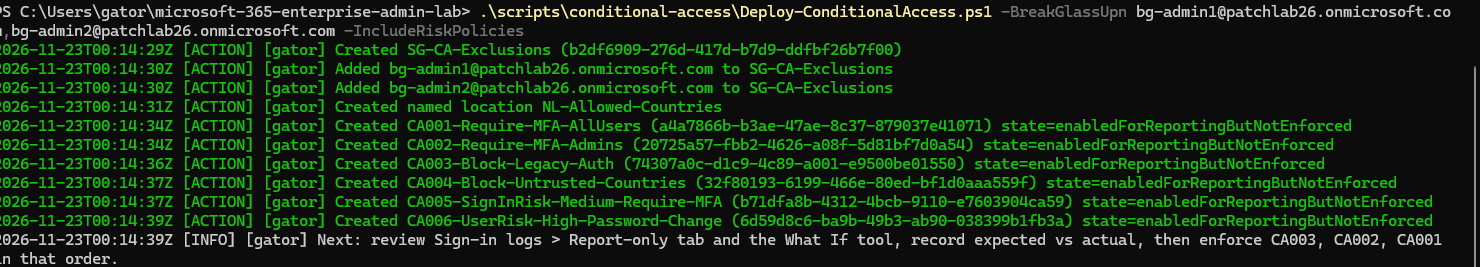 PS C:\Users\gator\microsoft-365-enterprise-admin-lab> .\scripts\conditional-access\Deploy-ConditionalAccess.ps1 -BreakGlassUpn bg-admin1@patchlab26.onmicrosoft.co
m,bg-admin2@patchlab26.onmicrosoft.com -IncludeRiskPolicies
2026-11-23T00:14:29Z [ACTION] [gator] Created SG-CA-Exclusions (b2df6909-276d-417d-b7d9-ddfbf26b7f00)
2026-11-23T00:14:30Z [ACTION] [gator] Added bg-admin1@patchlab26.onmicrosoft.com to SG-CA-Exclusions
2026-11-23T00:14:30Z [ACTION] [gator] Added bg-admin2@patchlab26.onmicrosoft.com to SG-CA-Exclusions
2026-11-23T00:14:31Z [ACTION] [gator] Created named location NL-Allowed-Countries
2026-11-23T00:14:34Z [ACTION] [gator] Created CA001-Require-MFA-AllUsers (a4a7866b-b3ae-47ae-8c37-879037e41071) state=enabledForReportingButNotEnforced
2026-11-23T00:14:34Z [ACTION] [gator] Created CA002-Require-MFA-Admins (20725a57-fbb2-4626-a08f-5d81bf7d0a54) state=enabledForReportingButNotEnforced
2026-11-23T00:14:36Z [ACTION] [gator] Created CA003-Block-Legacy-Auth (74307a0c-d1c9-4c89-a001-e9500be01550) state=enabledForReportingButNotEnforced
2026-11-23T00:14:37Z [ACTION] [gator] Created CA004-Block-Untrusted-Countries (32f80193-6199-466e-80ed-bf1d0aaa559f) state=enabledForReportingButNotEnforced
2026-11-23T00:14:37Z [ACTION] [gator] Created CA005-SignInRisk-Medium-Require-MFA (b71dfa8b-4312-4bcb-9110-e7603904ca59) state=enabledForReportingButNotEnforced
2026-11-23T00:14:39Z [ACTION] [gator] Created CA006-UserRisk-High-Password-Change (6d59d8c6-ba9b-49b3-ab90-038399b1fb3a) state=enabledForReportingButNotEnforced
2026-11-23T00:14:39Z [INFO] [gator] Next: review Sign-in logs > Report-only tab and the What If tool, record expected vs actual, then enforce CA003, CA002, CA001
in that order.